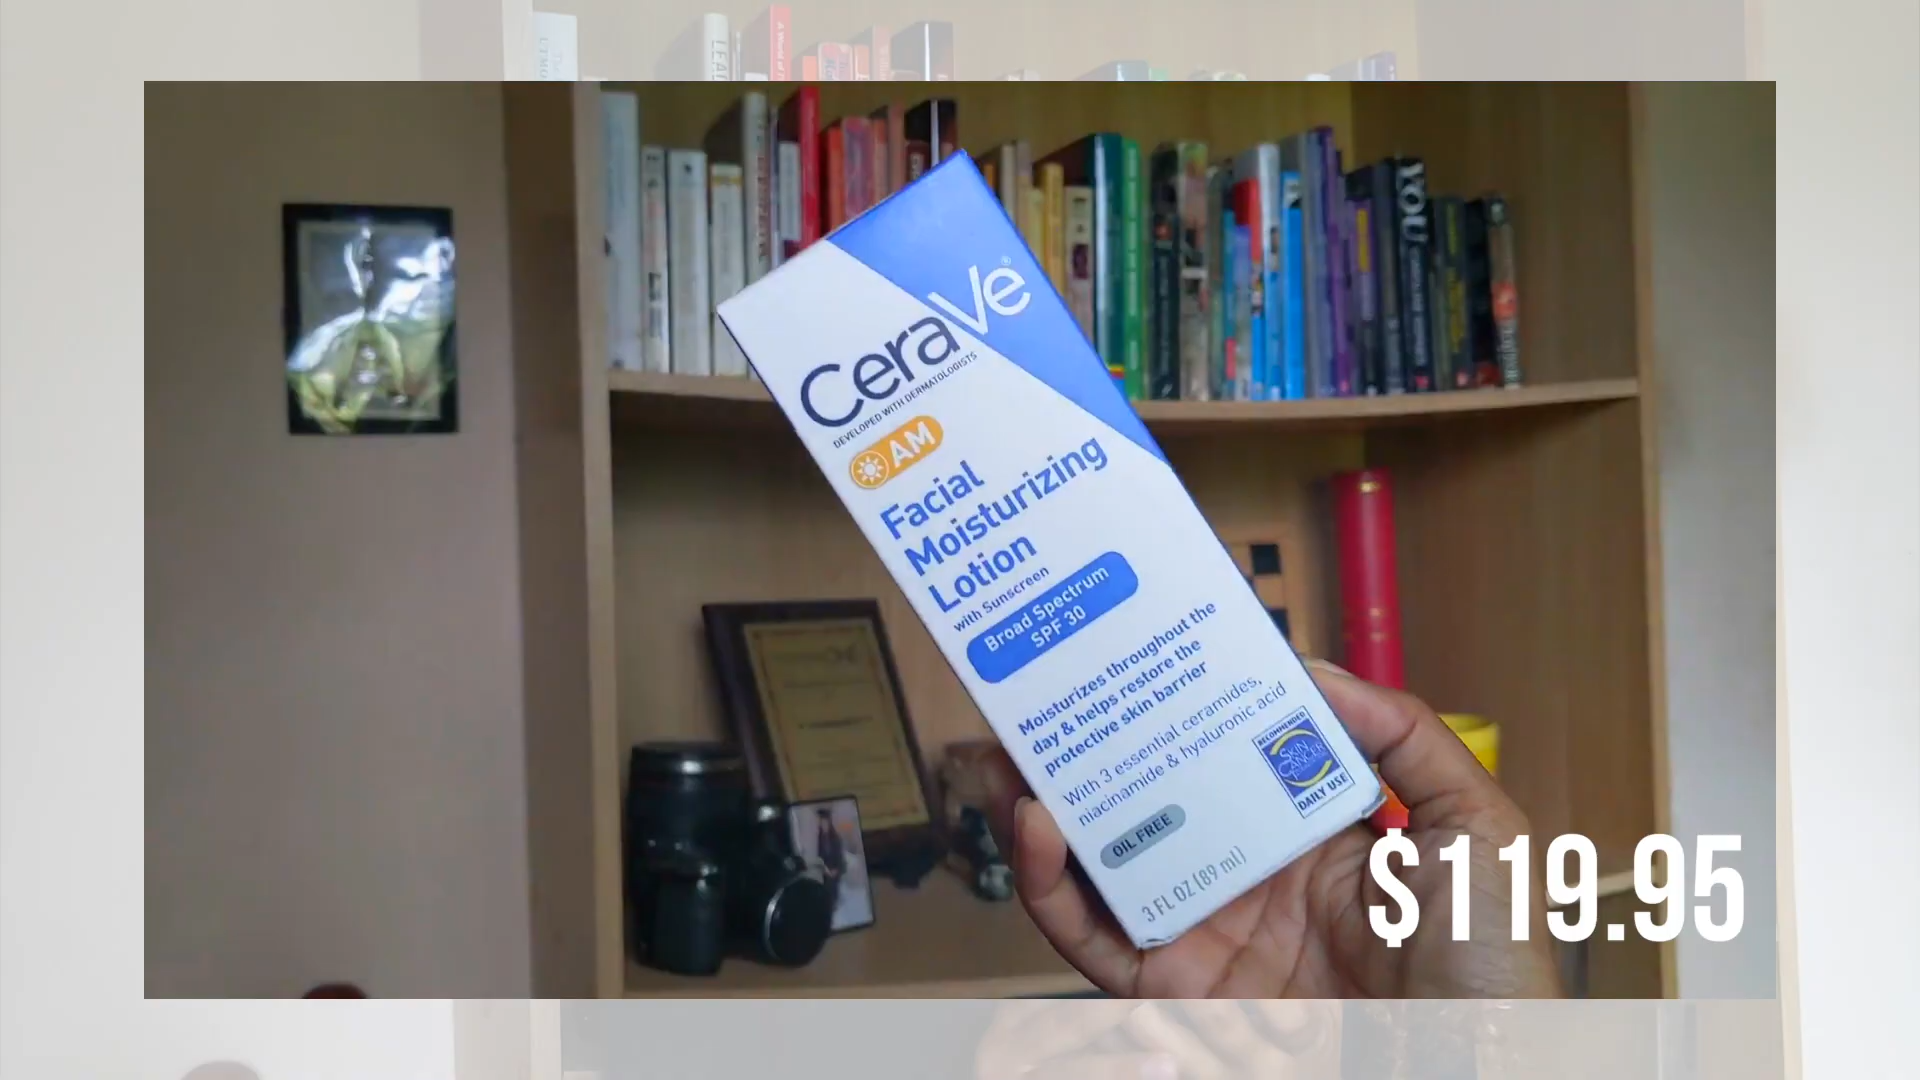 CeraVe®
DEVELOPED WITH DERMATOLOGISTS
AM
Facial
Moisturizing
Lotion
with Sunscreen
Broad Spectrum
SPF 30
Moisturizes throughout the
day & helps restore the
protective skin barrier
With 3 essential ceramides,
niacinamide & hyaluronic acid
RECOMMENDED
SKIN
CANCER
DAILY USE
OIL FREE
3 FL OZ (89 ml)
$119.95
YOU